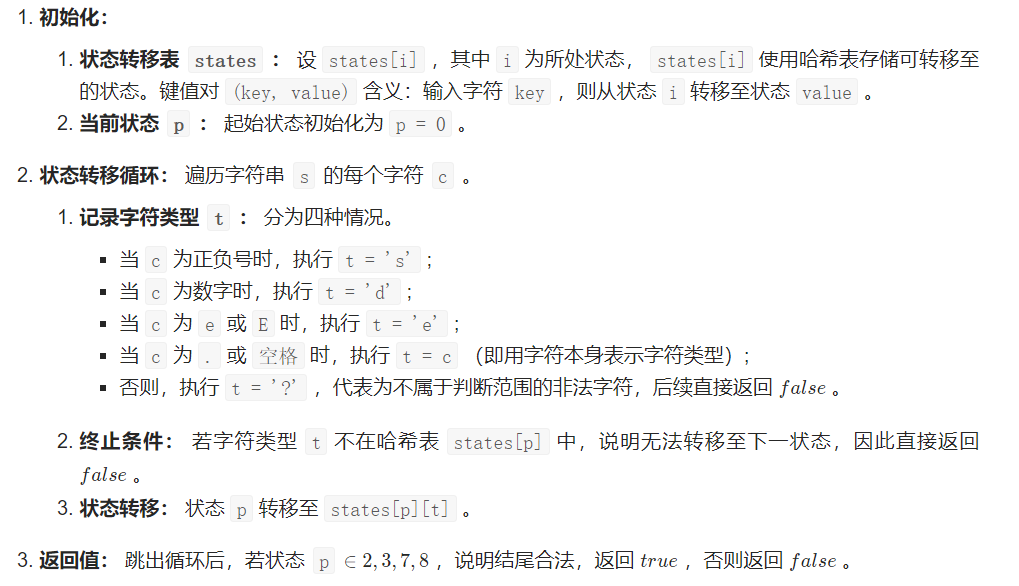 1. 初始化：
1. 状态转移表 states ： 设 states[i] ，其中 i 为所处状态， states[i] 使用哈希表存储可转移至
的状态。键值对 (key, value) 含义：输入字符 key ，则从状态 i 转移至状态 value 。
2. 当前状态 p ： 起始状态初始化为 p = 0 。
2. 状态转移循环： 遍历字符串 s 的每个字符 c 。
1. 记录字符类型 t ： 分为四种情况。
▪ 当 c 为正负号时，执行 t = 's' ;
▪ 当 c 为数字时，执行 t = 'd' ;
▪ 当 c 为 e 或 E 时，执行 t = 'e' ;
▪ 当 c 为 . 或 空格 时，执行 t = c （即用字符本身表示字符类型）;
▪ 否则，执行 t = '?' ，代表为不属于判断范围的非法字符，后续直接返回 false 。
2. 终止条件： 若字符类型 t 不在哈希表 states[p] 中，说明无法转移至下一状态，因此直接返回
false 。
3. 状态转移： 状态 p 转移至 states[p][t] 。
3. 返回值： 跳出循环后，若状态 p ∈ 2, 3, 7, 8 ，说明结尾合法，返回 true ，否则返回 false 。